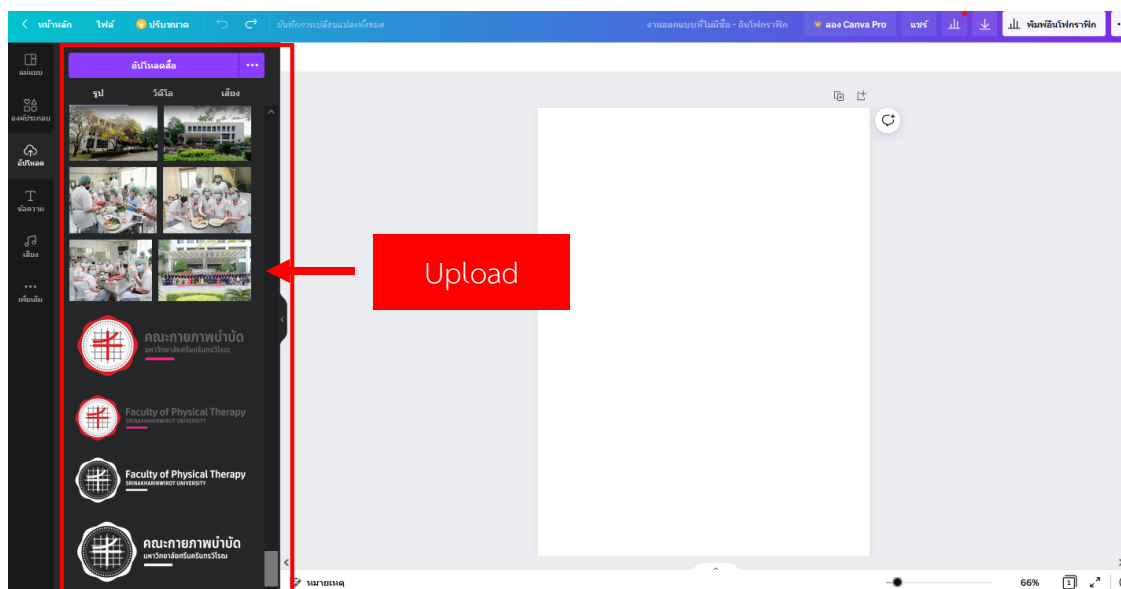 หน้าหลัก
ไฟล์
ปรับขนาด
บันทึกการเปลี่ยนแปลงทั้งหมด
งานออกแบบที่ไม่มีชื่อ - อินโฟกราฟิก
ลอง Canva Pro
แชร์
พิมพ์อินโฟกราฟิก
แม่แบบ
องค์ประกอบ
อัปโหลด
ข้อความ
เสียง
เพิ่มเติม
อัปโหลดสื่อ
รูป
วิดีโอ
เสียง
คณะกายภาพบำบัด
มหาวิทยาลัยศรีนครินทรวิโรฒ
Faculty of Physical Therapy
SRINAKHARINWIROT UNIVERSITY
Faculty of Physical Therapy
SRINAKHARINWIROT UNIVERSITY
คณะกายภาพบำบัด
มหาวิทยาลัยศรีนครินทรวิโรฒ
Upload
หมายเหตุ
66%
1